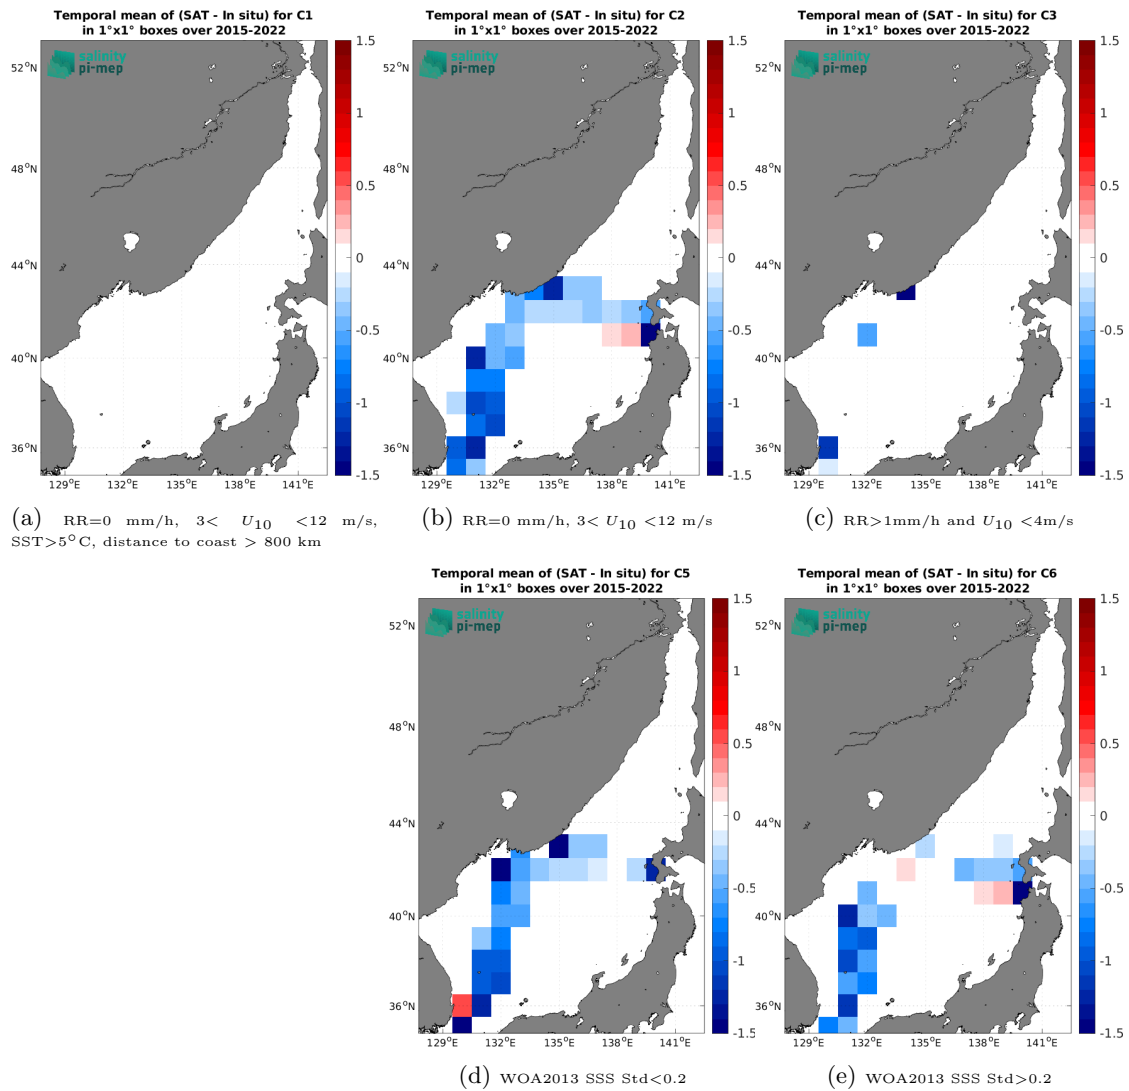 Temporal mean of (SAT - In situ) for C1
in 1°x1° boxes over 2015-2022
salinity
pi-mep
52°N
48°N
44°N
40°N
36°N
129°E 132°E 135°E 138°E 141°E
1.5
1
0.5
0
-0.5
-1
-1.5
(a) RR=0 mm/h, 3< U10 <12 m/s,
SST>5°C, distance to coast > 800 km
Temporal mean of (SAT - In situ) for C2
in 1°x1° boxes over 2015-2022
salinity
pi-mep
52°N
48°N
44°N
40°N
36°N
129°E 132°E 135°E 138°E 141°E
1.5
1
0.5
0
-0.5
-1
-1.5
(b) RR=0 mm/h, 3< U10 <12 m/s
Temporal mean of (SAT - In situ) for C3
in 1°x1° boxes over 2015-2022
salinity
pi-mep
52°N
48°N
44°N
40°N
36°N
129°E 132°E 135°E 138°E 141°E
1.5
1
0.5
0
-0.5
-1
-1.5
(c) RR>1mm/h and U10 <4m/s
Temporal mean of (SAT - In situ) for C5
in 1°x1° boxes over 2015-2022
salinity
pi-mep
52°N
48°N
44°N
40°N
36°N
129°E 132°E 135°E 138°E 141°E
1.5
1
0.5
0
-0.5
-1
-1.5
(d) WOA2013 SSS Std<0.2
Temporal mean of (SAT - In situ) for C6
in 1°x1° boxes over 2015-2022
salinity
pi-mep
52°N
48°N
44°N
40°N
36°N
129°E 132°E 135°E 138°E 141°E
1.5
1
0.5
0
-0.5
-1
-1.5
(e) WOA2013 SSS Std>0.2